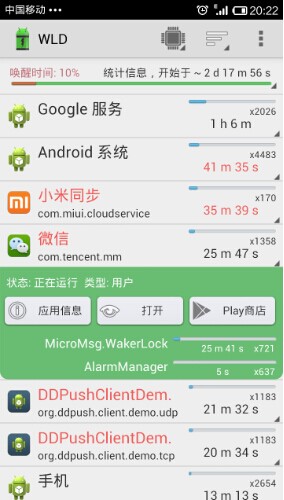 中国移动 ...
20:22
WLD
唤醒时间: 10%
统计信息，开始于 ~ 2 d 17 m 56 s
Google 服务
x2026
1 h 6 m
Android 系统
x4483
41 m 35 s
小米同步
x170
com.miui.cloudservice
35 m 39 s
微信
x1358
com.tencent.mm
25 m 47 s
状态: 正在运行 类型: 用户
应用信息
打开
Play商店
MicroMsg.WakerLock
25 m 41 s x721
AlarmManager
5 s x637
DDPushClientDem.
x1183
org.ddpush.client.demo.udp
21 m 32 s
DDPushClientDem.
x1183
org.ddpush.client.demo.tcp
20 m 34 s
手机
x2654
13 m 13 s